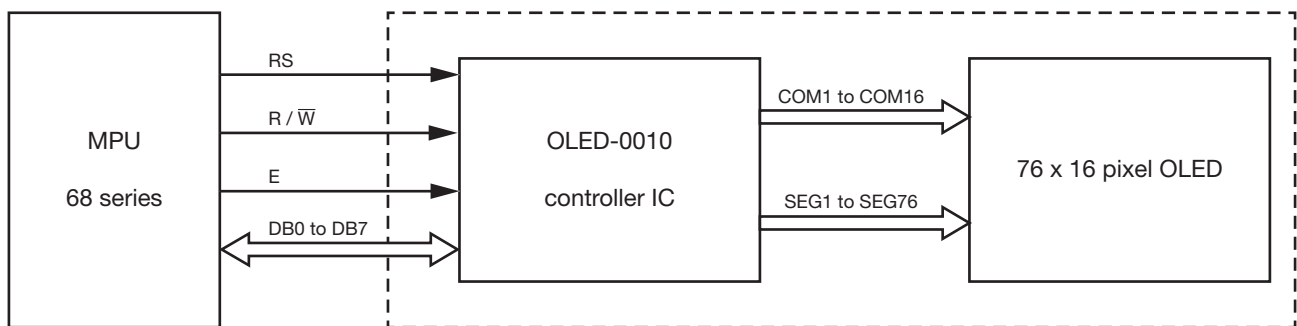 MPU
68 series
RS
R / W̅
E
DB0 to DB7
OLED-0010
controller IC
COM1 to COM16
SEG1 to SEG76
76 x 16 pixel OLED